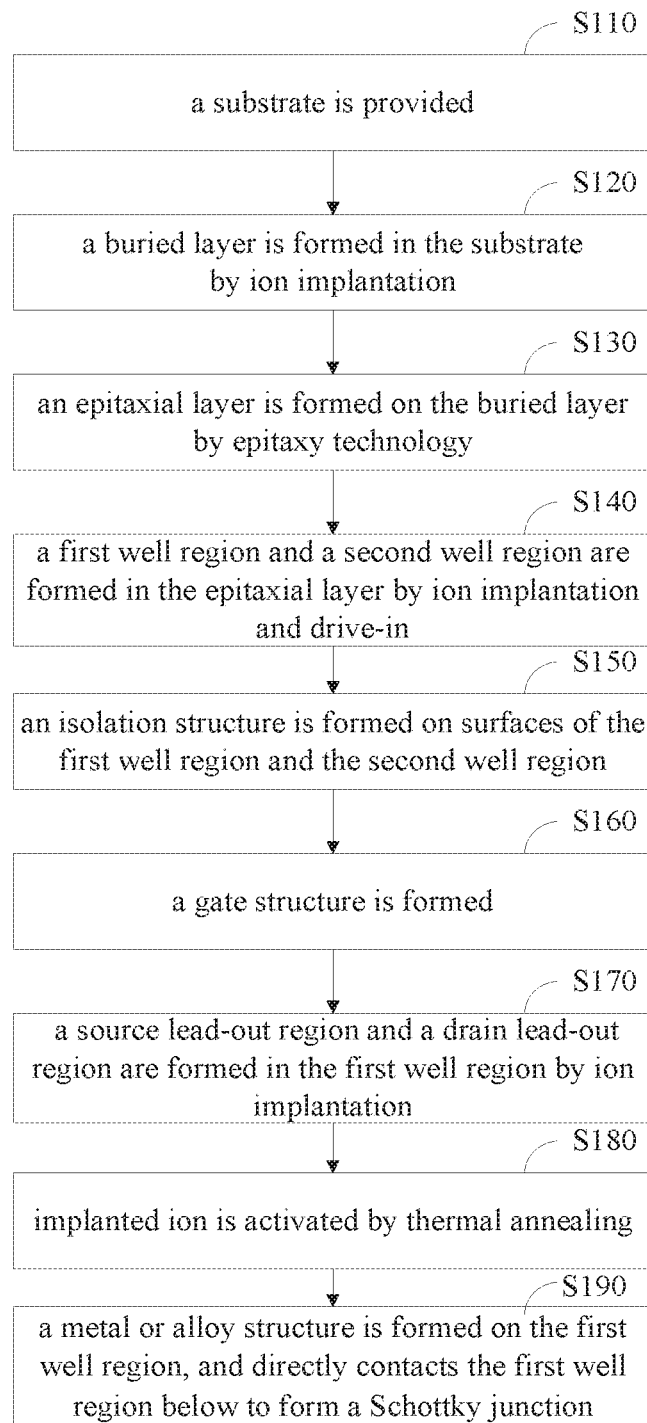 S110
a substrate is provided
S120
a buried layer is formed in the substrate
by ion implantation
S130
an epitaxial layer is formed on the buried layer
by epitaxy technology
S140
a first well region and a second well region are
formed in the epitaxial layer by ion implantation
and drive-in
S150
an isolation structure is formed on surfaces of the
first well region and the second well region
S160
a gate structure is formed
S170
a source lead-out region and a drain lead-out
region are formed in the first well region by ion
implantation
S180
implanted ion is activated by thermal annealing
S190
a metal or alloy structure is formed on the first
well region, and directly contacts the first well
region below to form a Schottky junction